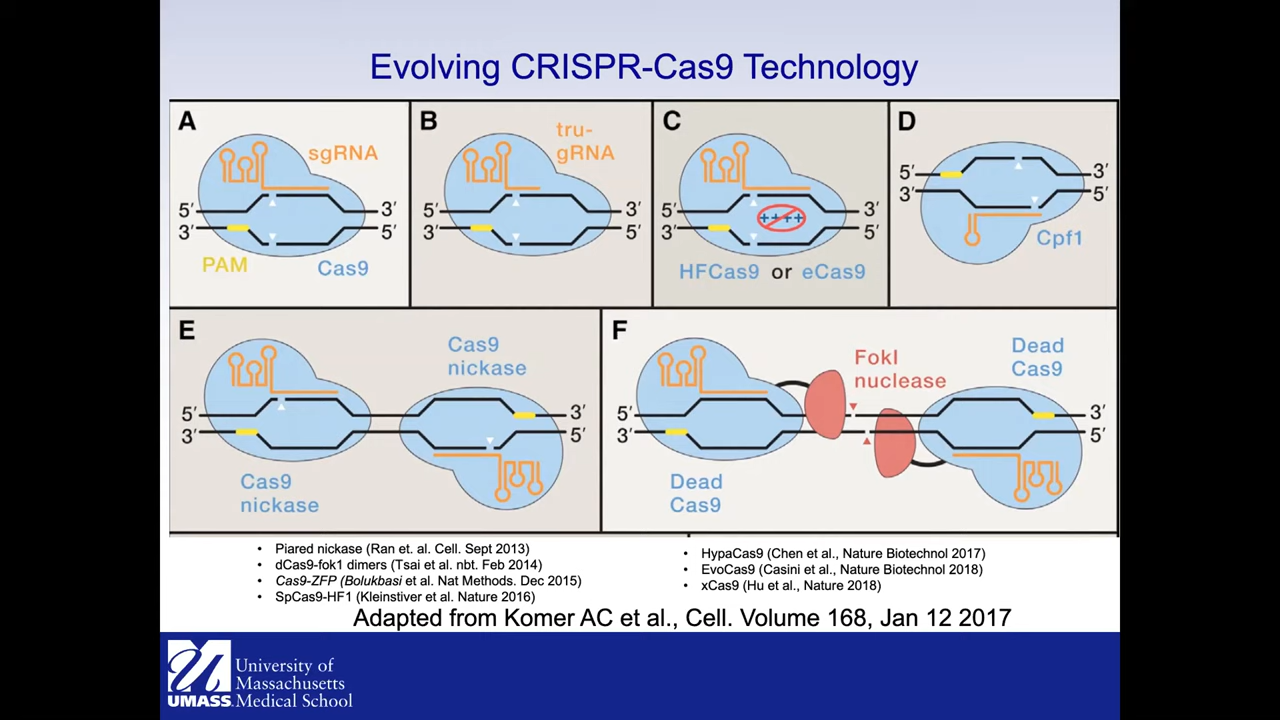 Evolving CRISPR-Cas9 Technology
A
sgRNA
5′
3′
3′
5′
PAM
Cas9
B
tru-
gRNA
5′
3′
3′
5′
C
++++
5′
3′
3′
5′
HFCas9 or eCas9
D
5′
3′
3′
5′
Cpf1
E
Cas9
nickase
5′
3′
3′
5′
Cas9
nickase
F
FokI
nuclease
Dead
Cas9
5′
3′
3′
5′
Dead
Cas9
• Piared nickase (Ran et. al. Cell. Sept 2013)
• dCas9-fok1 dimers (Tsai et al. nbt. Feb 2014)
• Cas9-ZFP (Bolukbasi et al. Nat Methods. Dec 2015)
• SpCas9-HF1 (Kleinstiver et al. Nature 2016)
• HypaCas9 (Chen et al., Nature Biotechnol 2017)
• EvoCas9 (Casini et al., Nature Biotechnol 2018)
• xCas9 (Hu et al., Nature 2018)
Adapted from Komer AC et al., Cell. Volume 168, Jan 12 2017
UMASS
University of
Massachusetts
Medical School